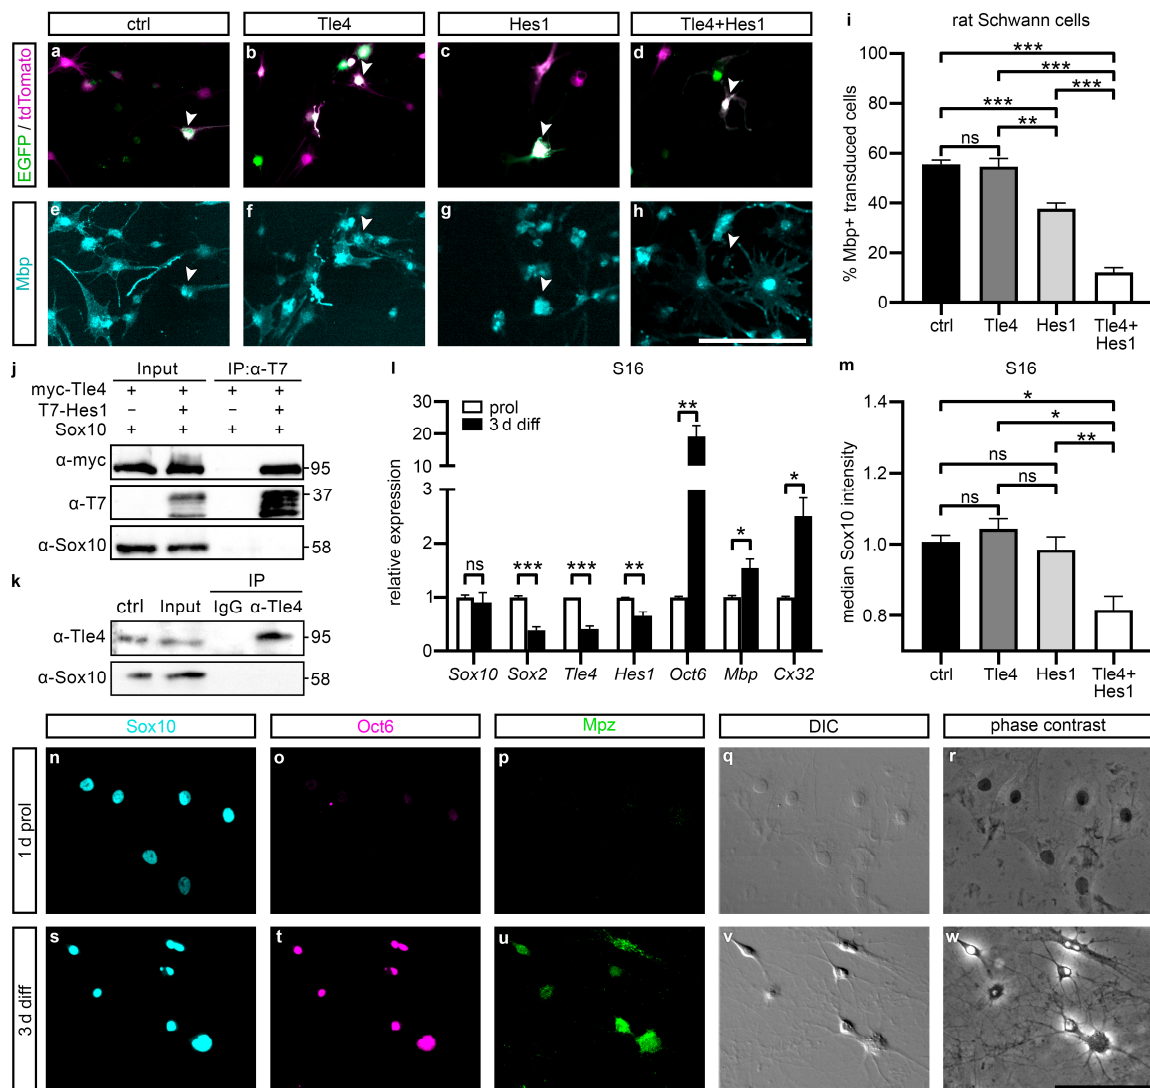 ctrl
Tle4
Hes1
Tle4+Hes1
EGFP / tdTomato
a
b
c
d
Mbp
e
f
g
h
i
rat Schwann cells
% Mbp+ transduced cells
100
80
60
40
20
0
***
***
***
***
**
ns
ctrl
Tle4
Hes1
Tle4+
Hes1
j
Input
IP:α-T7
myc-Tle4 + + + +
T7-Hes1 – + – +
Sox10 + + + +
α-myc
95
α-T7
37
α-Sox10
58
k
IP
ctrl Input IgG α-Tle4
α-Tle4
95
α-Sox10
58
l
S16
relative expression
prol
3 d diff
30
20
10
3
2
1
0
ns
***
***
**
**
*
*
Sox10
Sox2
Tle4
Hes1
Oct6
Mbp
Cx32
m
S16
median Sox10 intensity
1.4
1.2
1.0
0.8
*
*
**
ns
ns
ns
ctrl
Tle4
Hes1
Tle4+
Hes1
Sox10
Oct6
Mpz
DIC
phase contrast
1 d prol
n
o
p
q
r
3 d diff
s
t
u
v
w